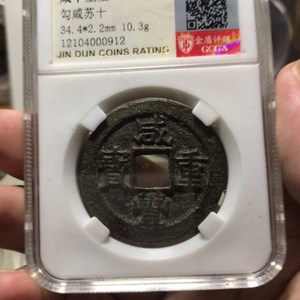 勾咸苏十
34.4*2.2mm 10.3g
12104000912
JIN DUN COINS RATING
金盾评级
GCGA
咸豐重寶